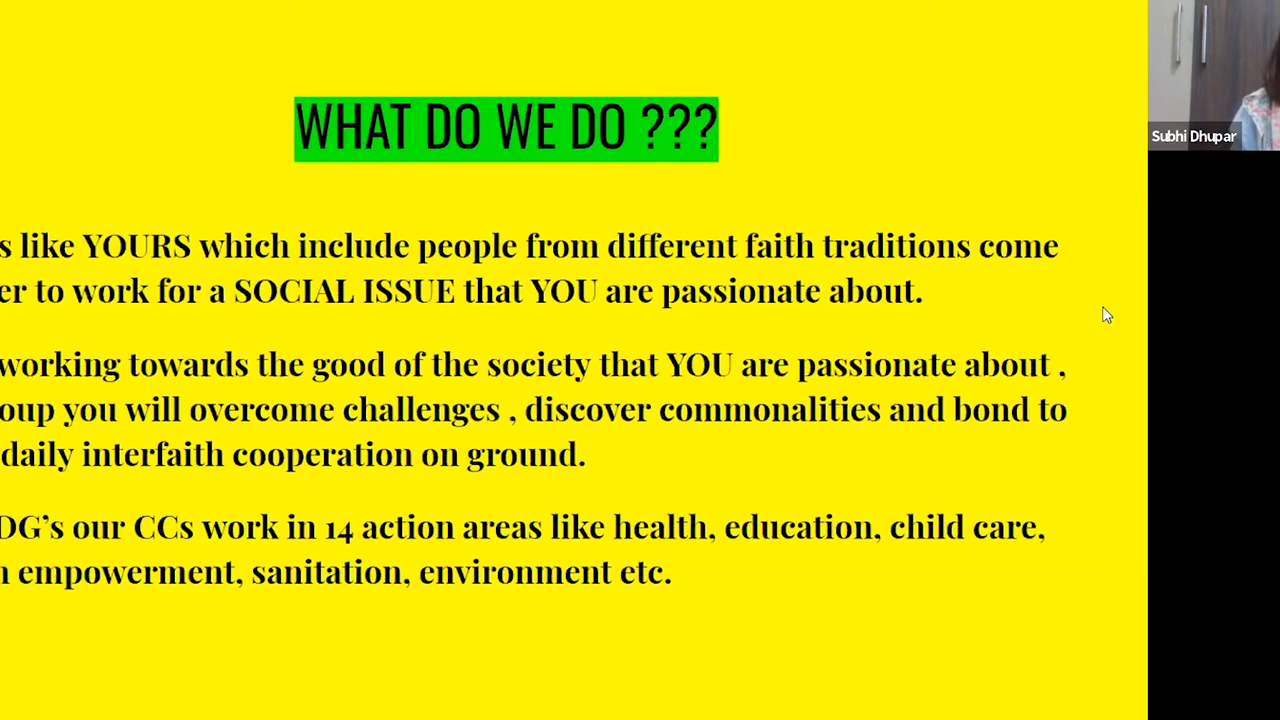 WHAT DO WE DO ???
s like YOURS which include people from different faith traditions come
er to work for a SOCIAL ISSUE that YOU are passionate about.
working towards the good of the society that YOU are passionate about ,
oup you will overcome challenges , discover commonalities and bond to
daily interfaith cooperation on ground.
DG’s our CCs work in 14 action areas like health, education, child care,
n empowerment, sanitation, environment etc.
Subhi Dhupar